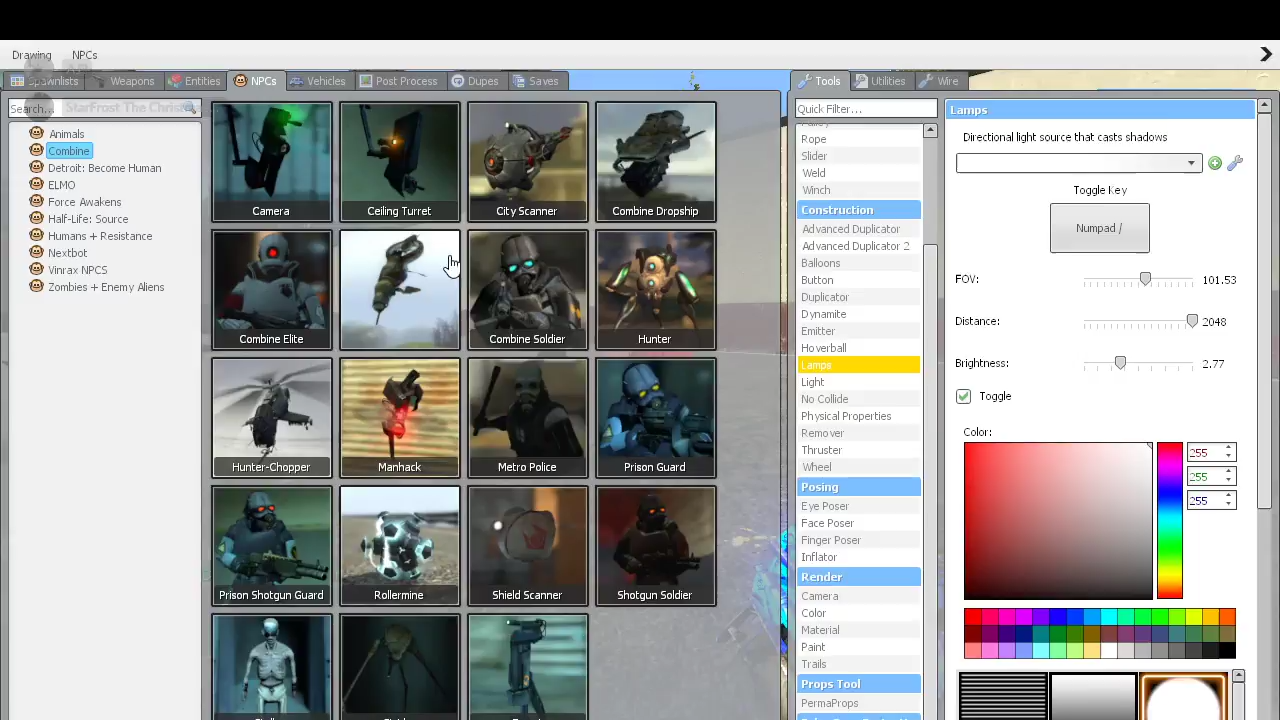 Drawing NPCs
Spawnlists Weapons Entities NPCs Vehicles Post Process Dupes Saves
Tools Utilities Wire
Search...
StarFrost The Christ
Animals
Combine
Detroit: Become Human
ELMO
Force Awakens
Half-Life: Source
Humans + Resistance
Nextbot
Vinrax NPCS
Zombies + Enemy Aliens
Camera
Ceiling Turret
City Scanner
Combine Dropship
Combine Elite
Combine Soldier
Hunter
Hunter-Chopper
Manhack
Metro Police
Prison Guard
Prison Shotgun Guard
Rollermine
Shield Scanner
Shotgun Soldier
Quick Filter...
Rope
Slider
Weld
Winch
Construction
Advanced Duplicator
Advanced Duplicator 2
Balloons
Button
Duplicator
Dynamite
Emitter
Hoverball
Lamps
Light
No Collide
Physical Properties
Remover
Thruster
Wheel
Posing
Eye Poser
Face Poser
Finger Poser
Inflator
Render
Camera
Color
Material
Paint
Trails
Props Tool
PermaProps
Lamps
Directional light source that casts shadows
Toggle Key
Numpad /
FOV: 101.53
Distance: 2048
Brightness: 2.77
Toggle
Color:
255
255
255